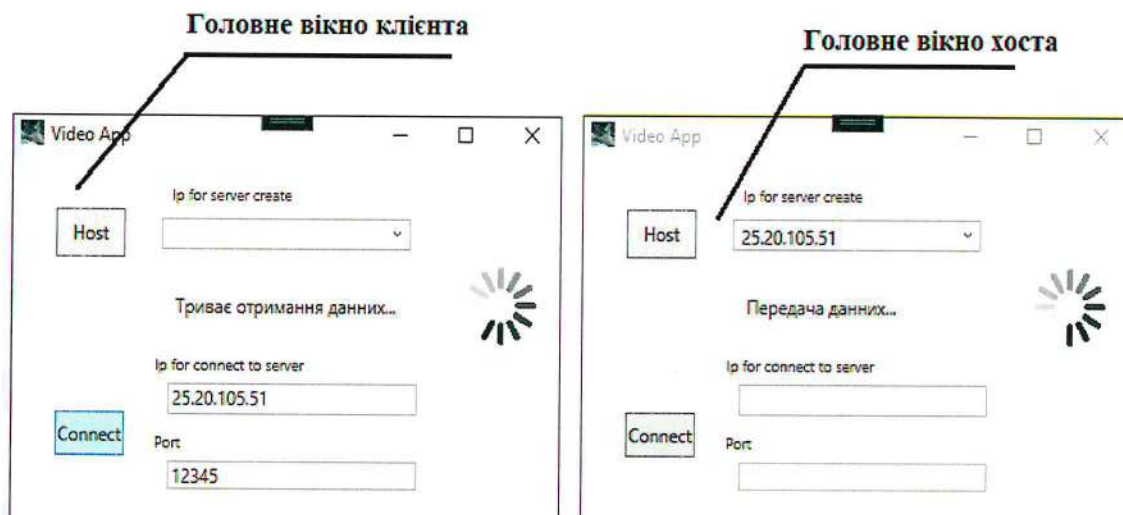 Головне вікно клієнта
Головне вікно хоста
Video App
Ip for server create
Host
Триває отримання данних...
Ip for connect to server
25.20.105.51
Connect
Port
12345
Video App
Ip for server create
Host
25.20.105.51
Передача данних...
Ip for connect to server
Connect
Port